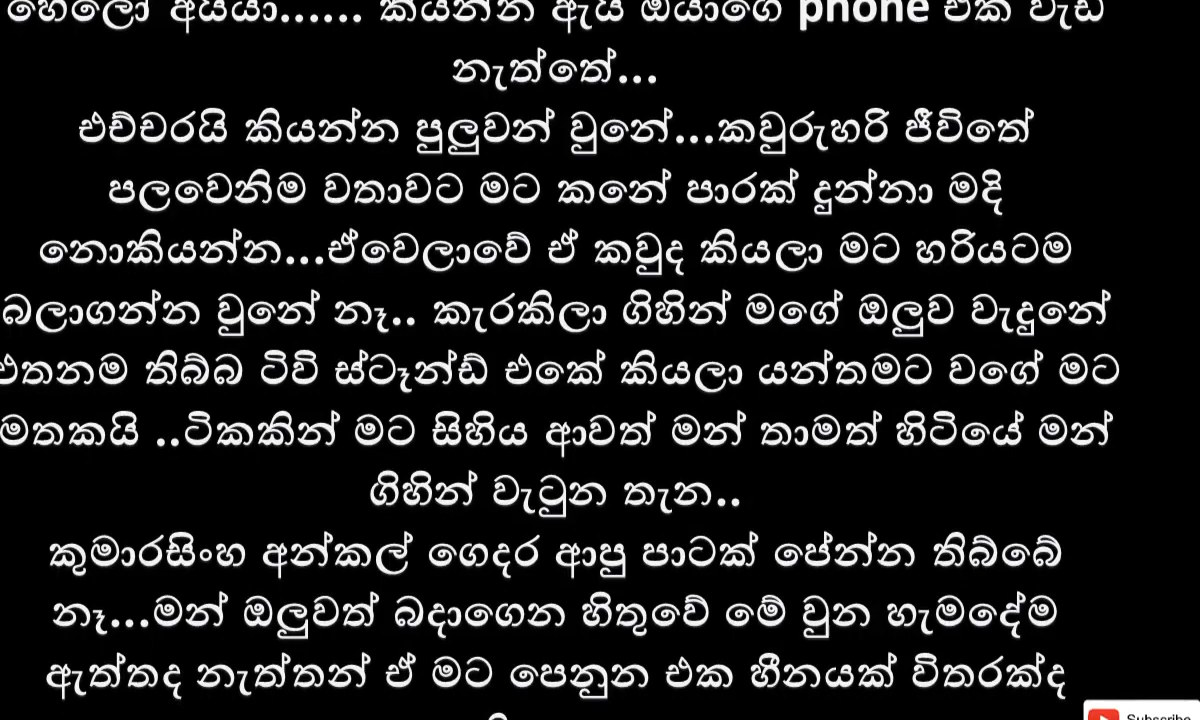 හෙලෝ අයියා...... කියන්න ඇයි ඔයාගෙ phone එක වැඩ
නැත්තේ...
එච්චරයි කියන්න පුලුවන් වුනේ...කවුරුහරි ජීවිතේ
පලවෙනිම වතාවට මට කනේ පාරක් දුන්නා මදි
නොකියන්න...ඒවෙලාවේ ඒ කවුද කියලා මට හරියටම
බලාගන්න වුනේ නෑ.. කැරකිලා ගිහින් මගේ ඔලුව වැදුනේ
එතනම තිබ්බ ටිවි ස්ටෑන්ඩ් එකේ කියලා යන්තමට වගේ මට
මතකයි ..ටිකකින් මට සිහිය ආවත් මන් තාමත් හිටියේ මන්
ගිහින් වැටුන තැන..
කුමාරසිංහ අන්කල් ගෙදර ආපු පාටක් පේන්න තිබ්බේ
නෑ...මන් ඔලුවත් බදාගෙන හිතුවේ මේ වුන හැමදේම
ඇත්තද නැත්තන් ඒ මට පෙනුන එක හීනයක් විතරක්ද
Subscribe